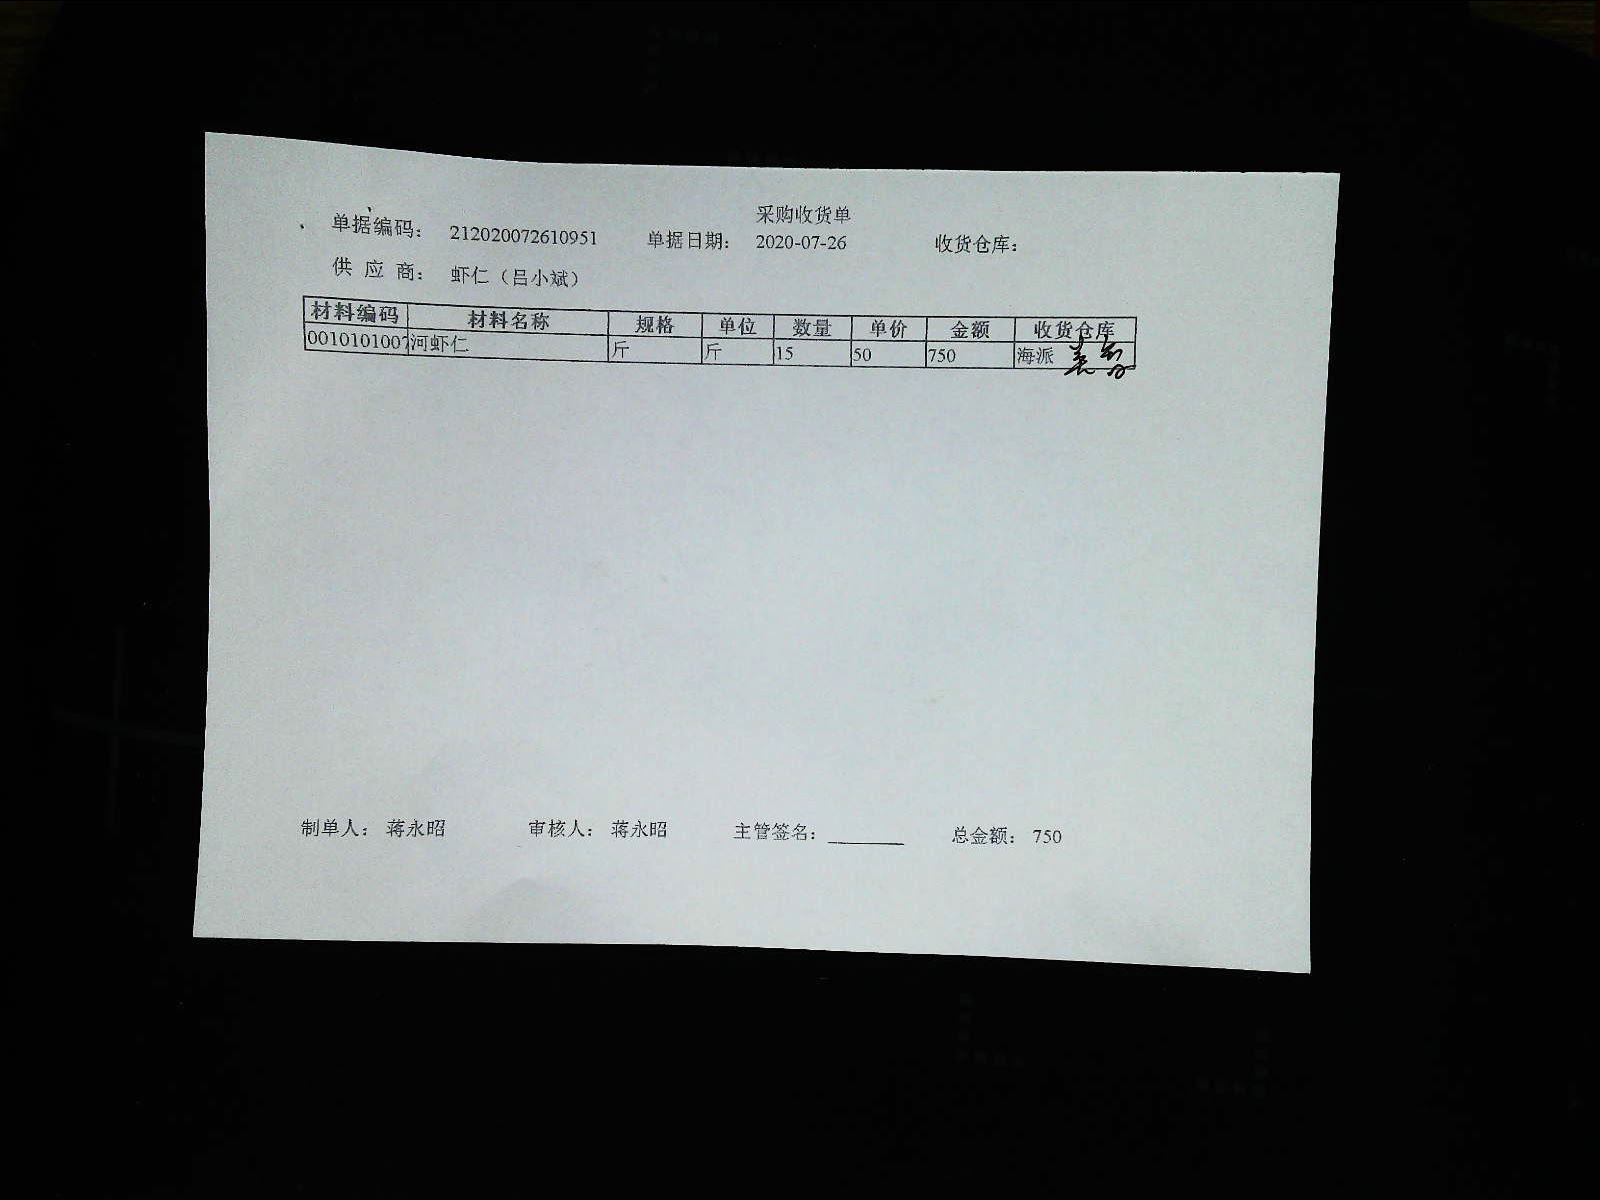 采购收货单
单据编码： 212020072610951 单据日期： 2020-07-26 收货仓库：
供 应 商： 虾仁（吕小斌）
材料编码 材料名称 规格 单位 数量 单价 金额 收货仓库
0010101007 河虾仁 斤 斤 15 50 750 海派
制单人： 蒋永昭 审核人： 蒋永昭 主管签名： 总金额： 750